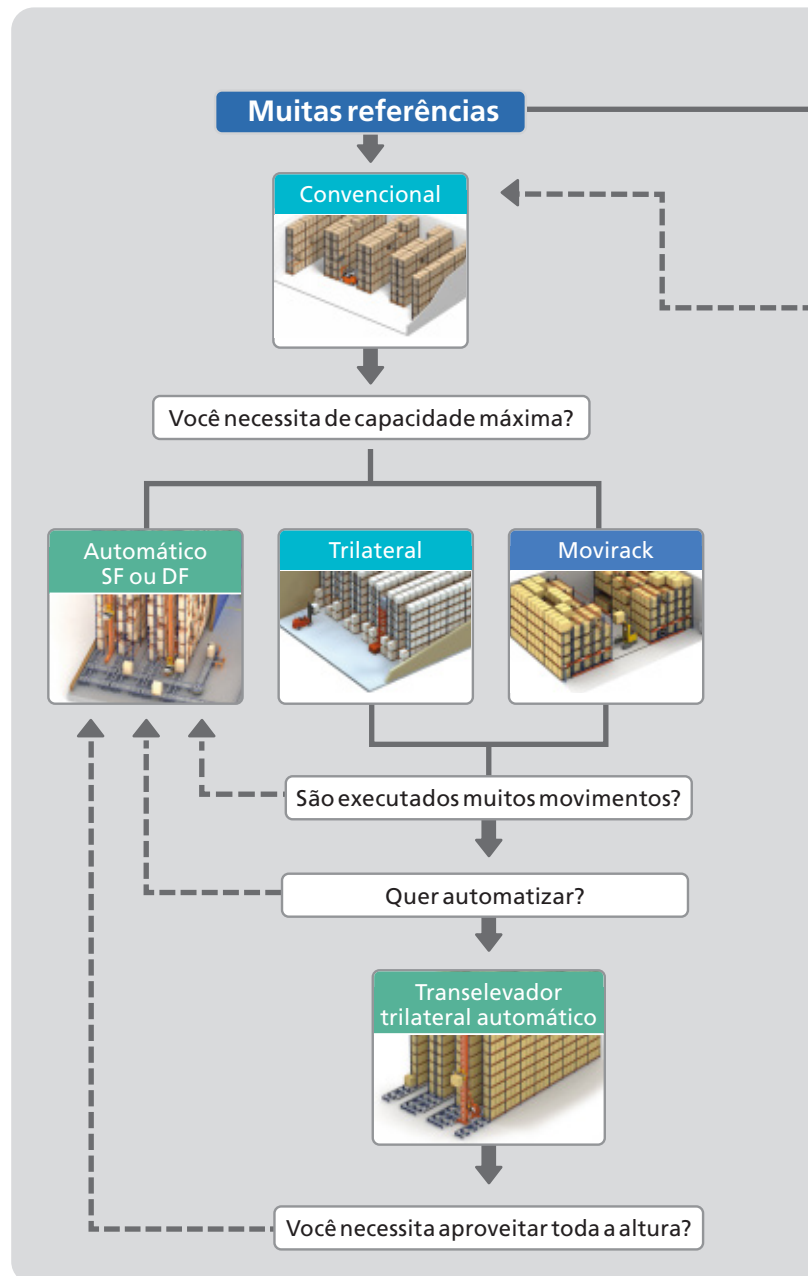 Muitas referências
Convencional
Você necessita de capacidade máxima?
Automático
SF ou DF
Trilateral
Movirack
São executados muitos movimentos?
Quer automatizar?
Transelevador
trilateral automático
Você necessita aproveitar toda a altura?